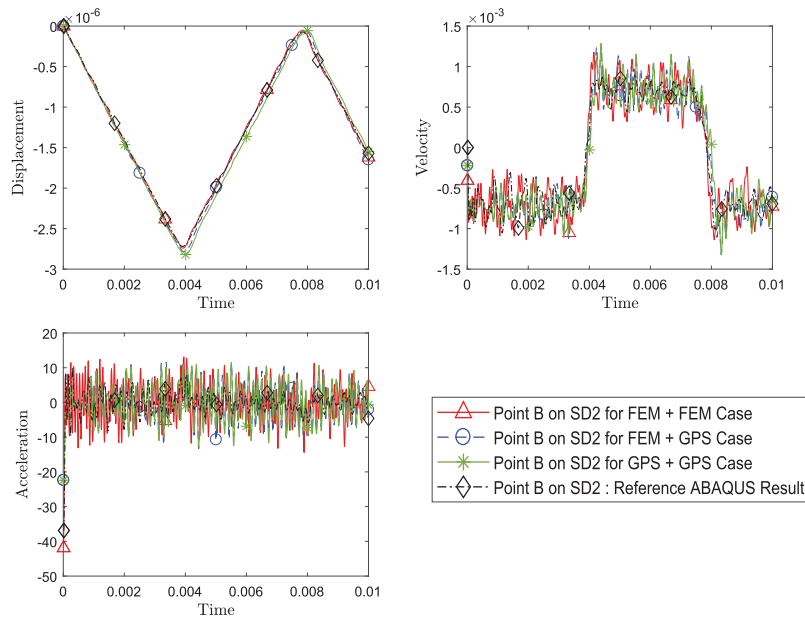 ×10⁻⁶
0
-0.5
-1
-1.5
-2
-2.5
-3
Displacement
0 0.002 0.004 0.006 0.008 0.01
Time
×10⁻³
1.5
1
0.5
0
-0.5
-1
-1.5
Velocity
0 0.002 0.004 0.006 0.008 0.01
Time
20
10
0
-10
-20
-30
-40
-50
Acceleration
0 0.002 0.004 0.006 0.008 0.01
Time
Point B on SD2 for FEM + FEM Case
Point B on SD2 for FEM + GPS Case
Point B on SD2 for GPS + GPS Case
Point B on SD2 : Reference ABAQUS Result